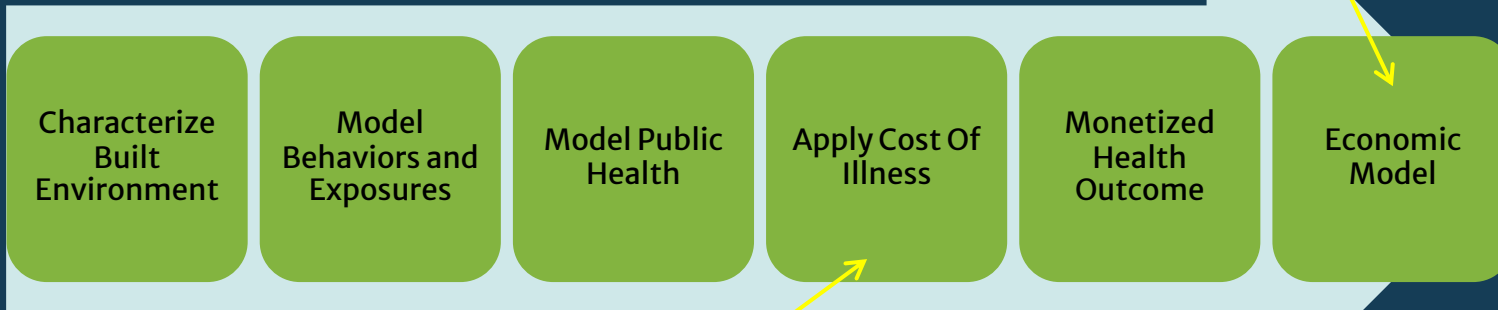 Characterize
Built
Environment
Model
Behaviors and
Exposures
Model Public
Health
Apply Cost Of
Illness
Monetized
Health
Outcome
Economic
Model